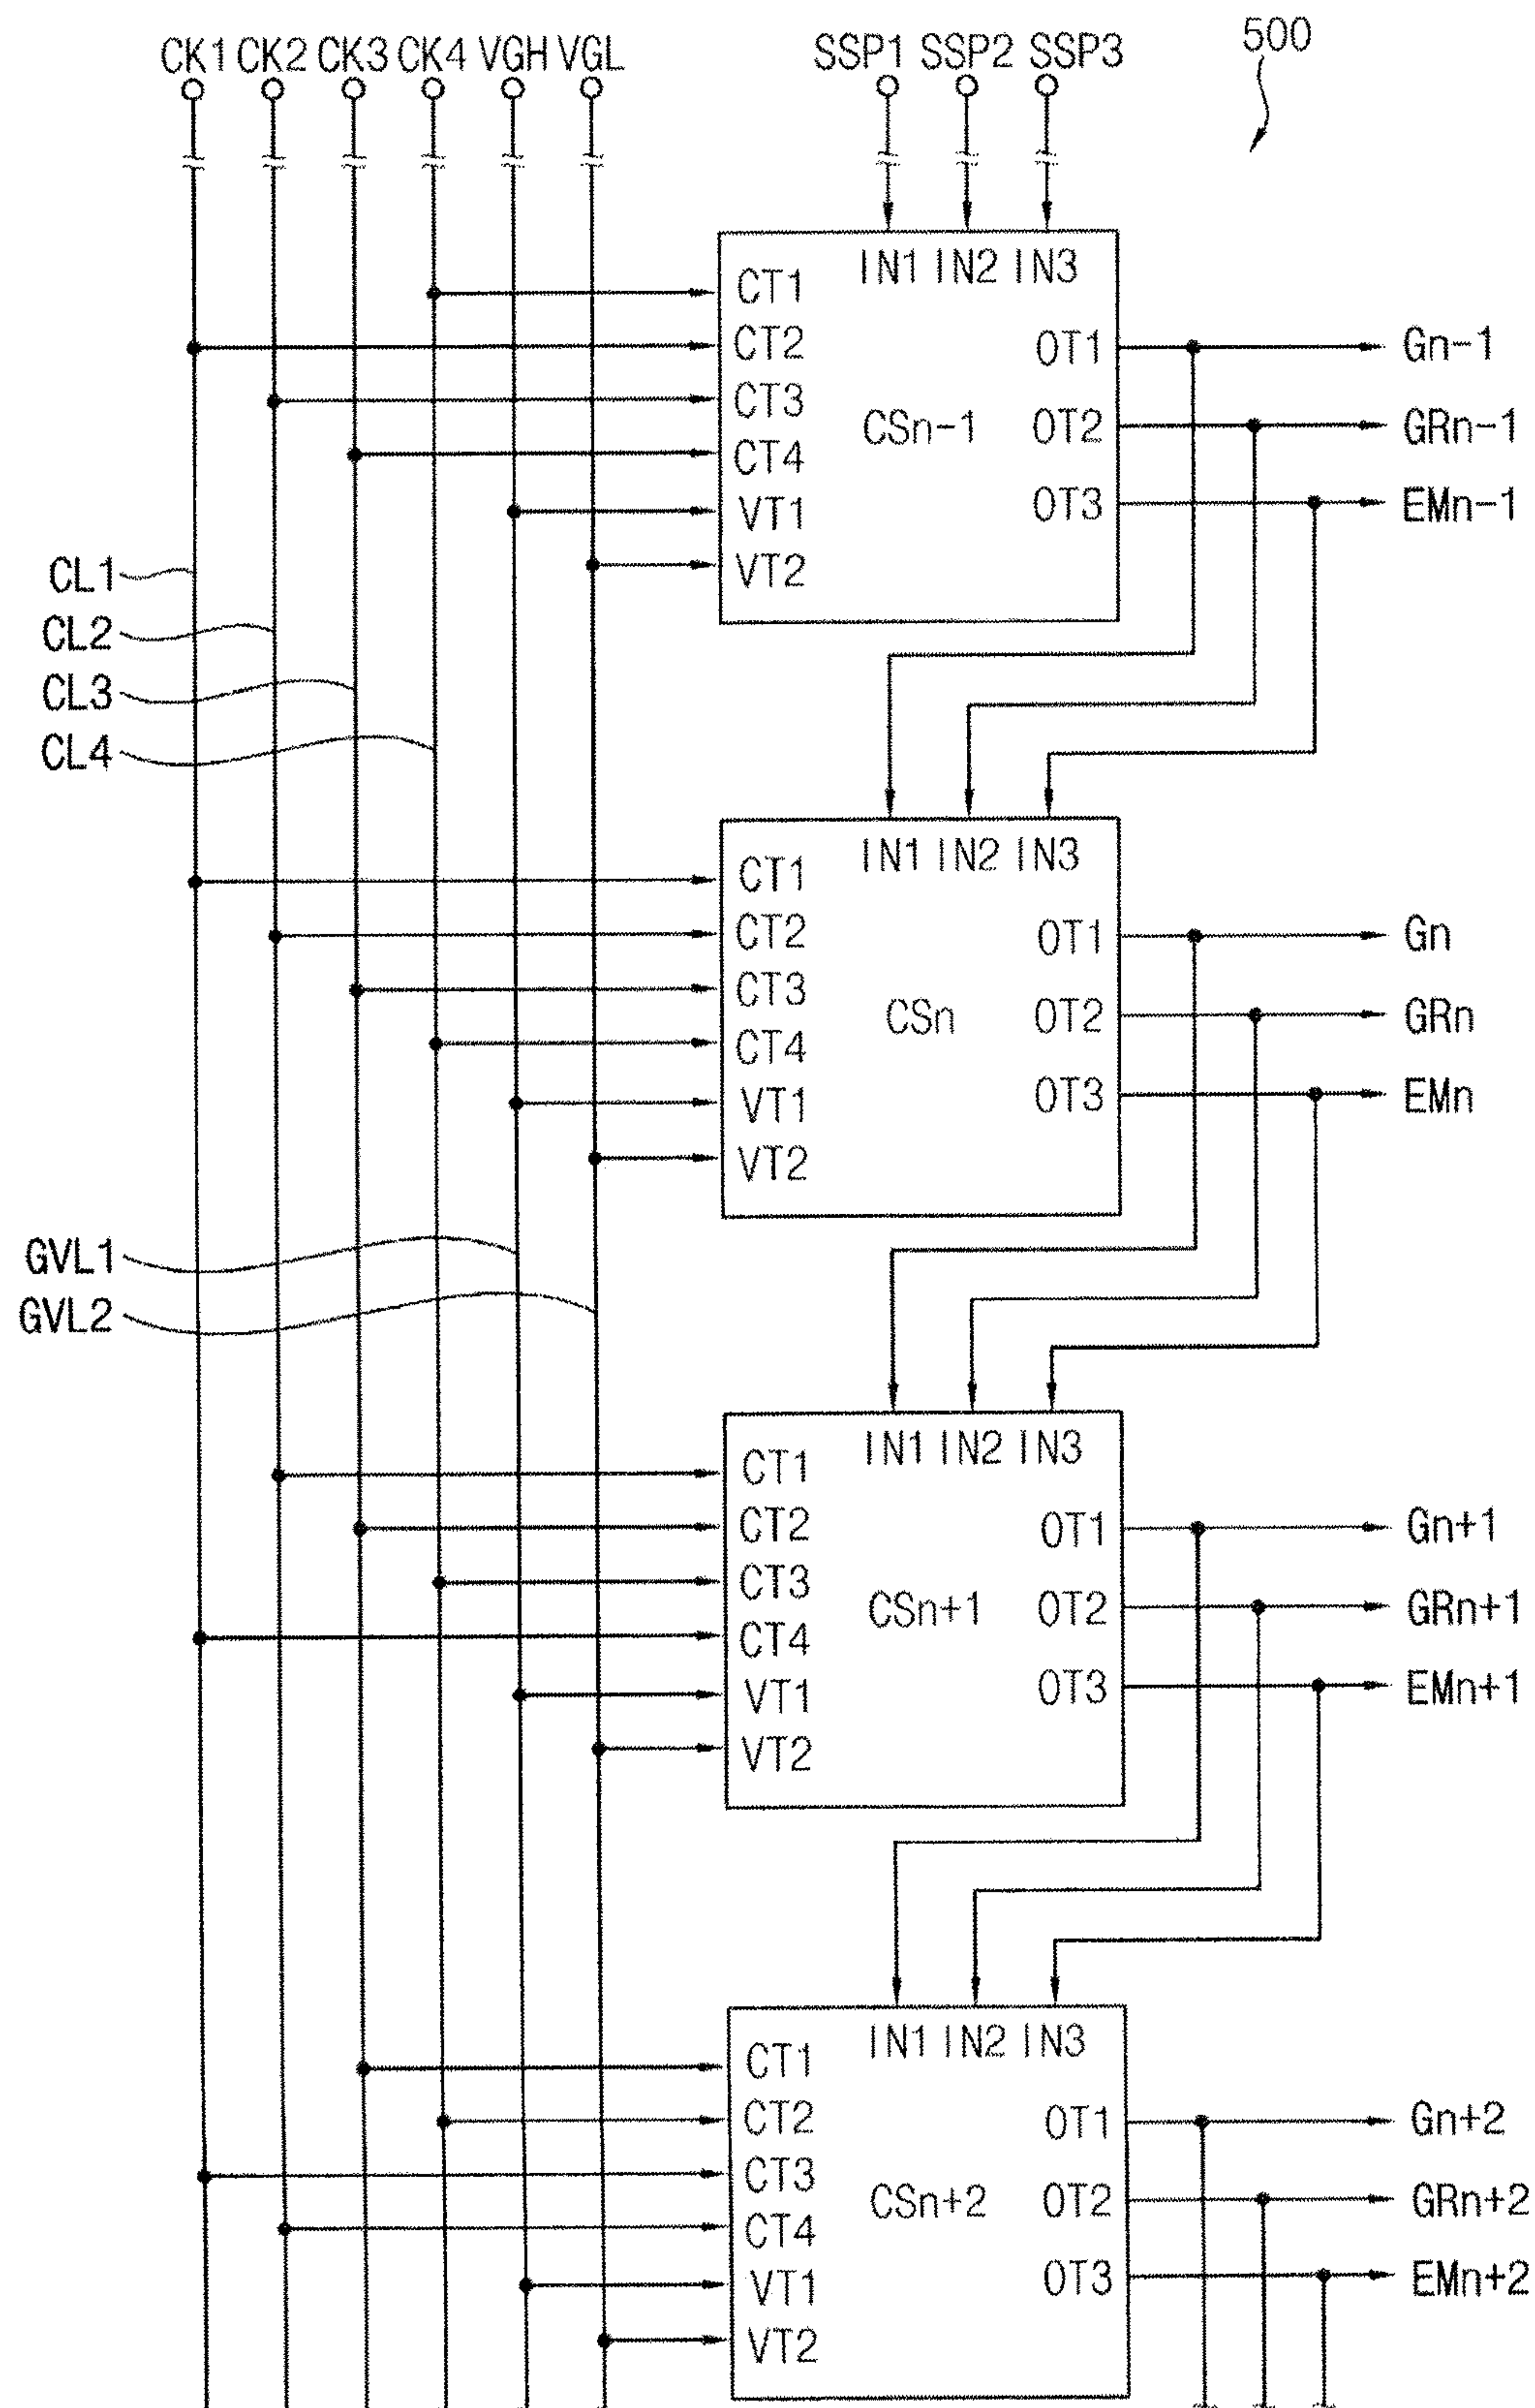 CK1 CK2 CK3 CK4 VGH VGL SSP1 SSP2 SSP3 500
IN1 IN2 IN3
CT1
CT2 OT1 Gn-1
CT3 CSn-1 OT2 GRn-1
CT4
VT1 OT3 EMn-1
VT2
CL1
CL2
CL3
CL4
IN1 IN2 IN3
CT1
CT2 OT1 Gn
CT3 CSn OT2 GRn
CT4
VT1 OT3 EMn
VT2
GVL1
GVL2
IN1 IN2 IN3
CT1
CT2 OT1 Gn+1
CT3 CSn+1 OT2 GRn+1
CT4
VT1 OT3 EMn+1
VT2
IN1 IN2 IN3
CT1
CT2 OT1 Gn+2
CT3 CSn+2 OT2 GRn+2
CT4
VT1 OT3 EMn+2
VT2